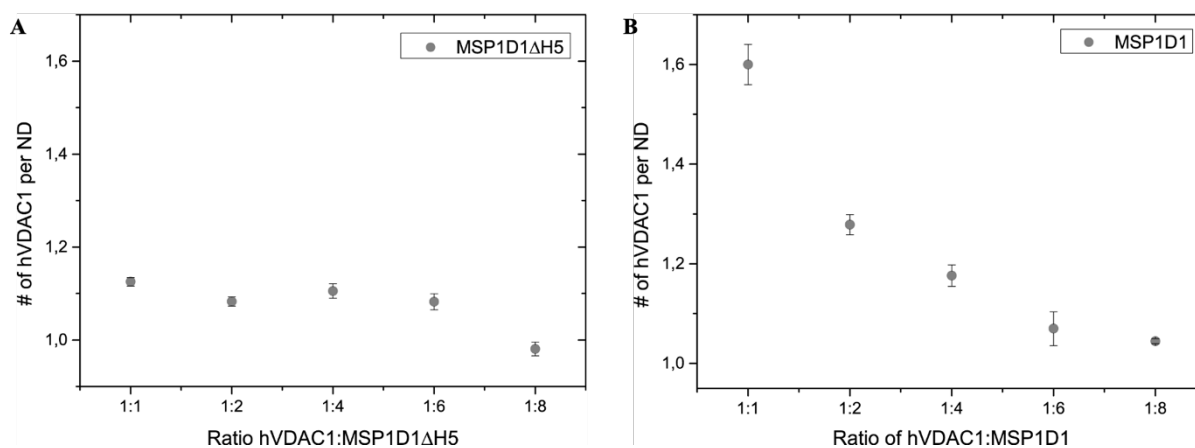 A
MSP1D1ΔH5
# of hVDAC1 per ND
1,6
1,4
1,2
1,0
1:1 1:2 1:4 1:6 1:8
Ratio hVDAC1:MSP1D1ΔH5
B
MSP1D1
# of hVDAC1 per ND
1,6
1,4
1,2
1,0
1:1 1:2 1:4 1:6 1:8
Ratio of hVDAC1:MSP1D1